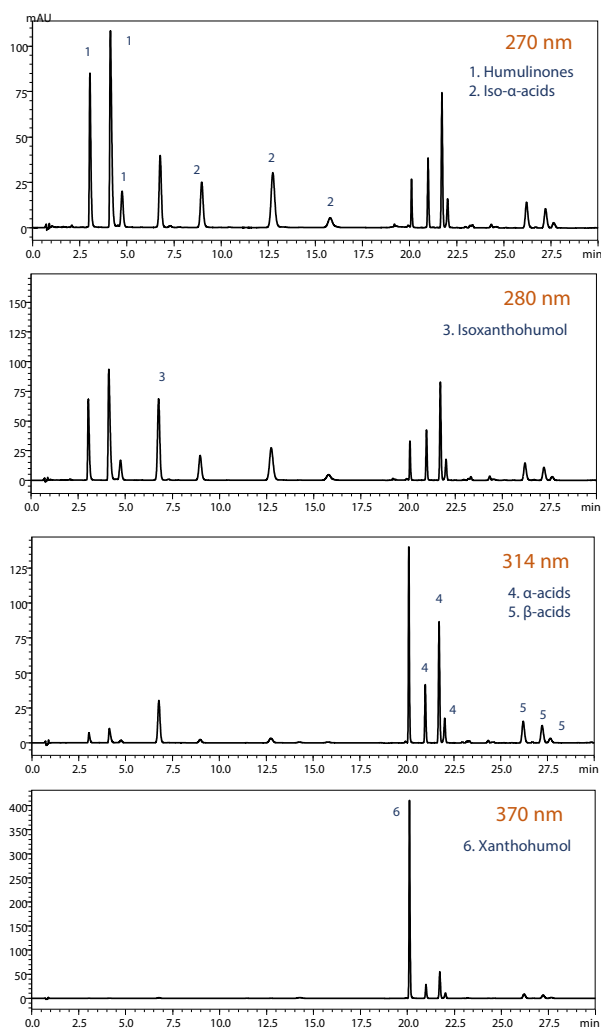 mAU
270 nm
1. Humulinones
2. Iso-α-acids
100
75
50
25
0
1
1
1
2
2
2
0.0 2.5 5.0 7.5 10.0 12.5 15.0 17.5 20.0 22.5 25.0 27.5 min
280 nm
3. Isoxanthohumol
150
125
100
75
50
25
0
3
0.0 2.5 5.0 7.5 10.0 12.5 15.0 17.5 20.0 22.5 25.0 27.5 min
314 nm
4. α-acids
5. β-acids
125
100
75
50
25
0
4
4
4
5
5
5
0.0 2.5 5.0 7.5 10.0 12.5 15.0 17.5 20.0 22.5 25.0 27.5 min
370 nm
6. Xanthohumol
400
350
300
250
200
150
100
50
0
6
0.0 2.5 5.0 7.5 10.0 12.5 15.0 17.5 20.0 22.5 25.0 27.5 min